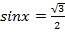 sinx = √3/2